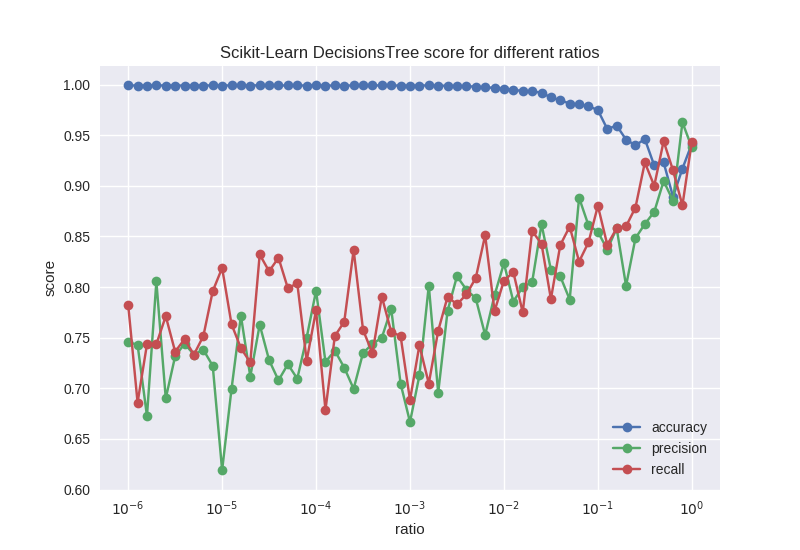 Scikit-Learn DecisionsTree score for different ratios
1.00
0.95
0.90
0.85
0.80
0.75
0.70
0.65
0.60
score
accuracy
precision
recall
10⁻⁶ 10⁻⁵ 10⁻⁴ 10⁻³ 10⁻² 10⁻¹ 10⁰
ratio